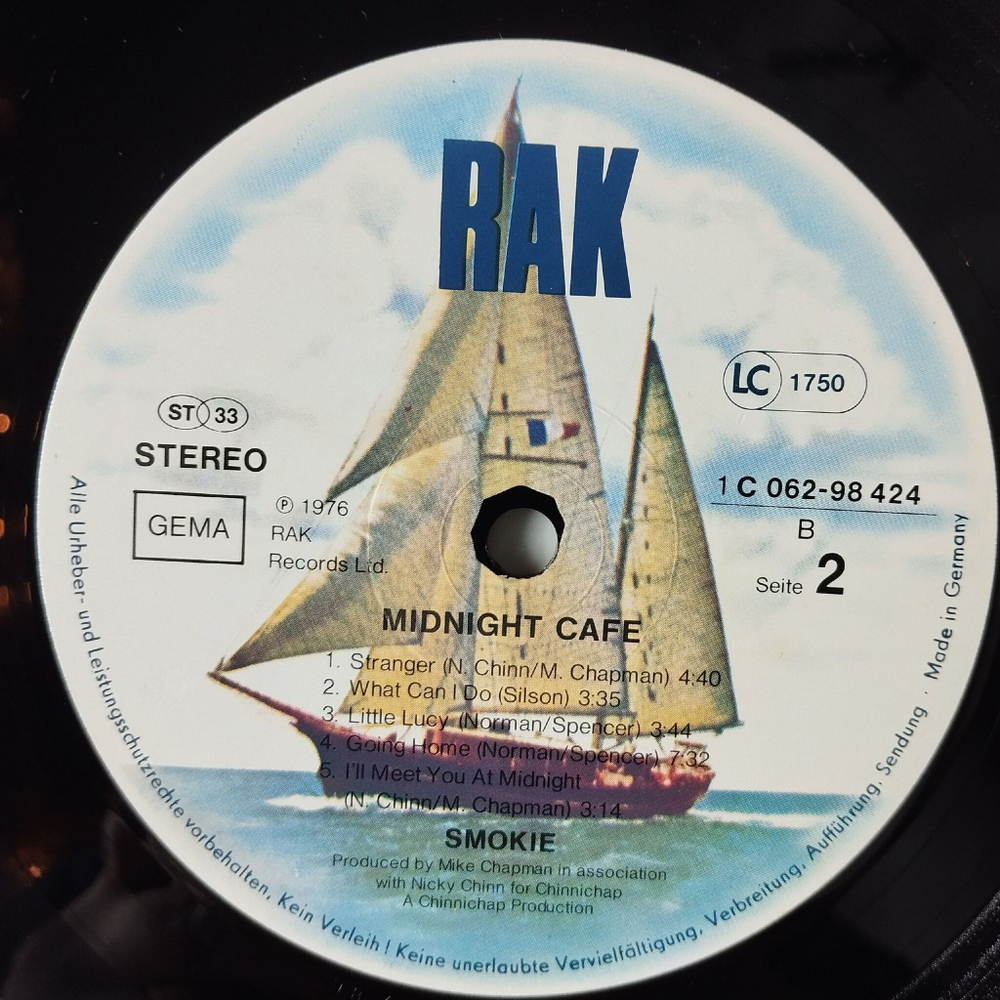 RAK
LC 1750
ST 33
STEREO
GEMA
℗ 1976
RAK
Records Ltd.
1 C 062-98 424
B
Seite 2
MIDNIGHT CAFE
1. Stranger (N. Chinn/M. Chapman) 4:40
2. What Can I Do (Silson) 3:35
3. Little Lucy (Norman/Spencer) 3:44
4. Going Home (Norman/Spencer) 7:32
5. I'll Meet You At Midnight
(N. Chinn/M. Chapman) 3:14
SMOKIE
Produced by Mike Chapman in association
with Nicky Chinn for Chinnichap
A Chinnichap Production
Alle Urheber- und Leistungsschutzrechte vorbehalten, Kein Verleih! Keine unerlaubte Vervielfältigung, Verbreitung, Aufführung, Sendung · Made in Germany